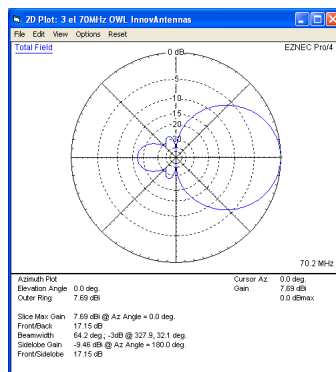 2D Plot: 3 el 70MHz OWL InnovAntennas
File Edit View Options Reset
Total Field
EZNEC Pro/4
0 dB
-5
-10
-15
-20
-30
70.2 MHz
Azimuth Plot
Elevation Angle 0.0 deg.
Outer Ring 7.69 dBi
Cursor Az 0.0 deg.
Gain 7.69 dBi
0.0 dBmax
Slice Max Gain 7.69 dBi @ Az Angle = 0.0 deg.
Front/Back 17.15 dB
Beamwidth 64.2 deg.; -3dB @ 327.9, 32.1 deg.
Sidelobe Gain -9.46 dBi @ Az Angle = 180.0 deg.
Front/Sidelobe 17.15 dB